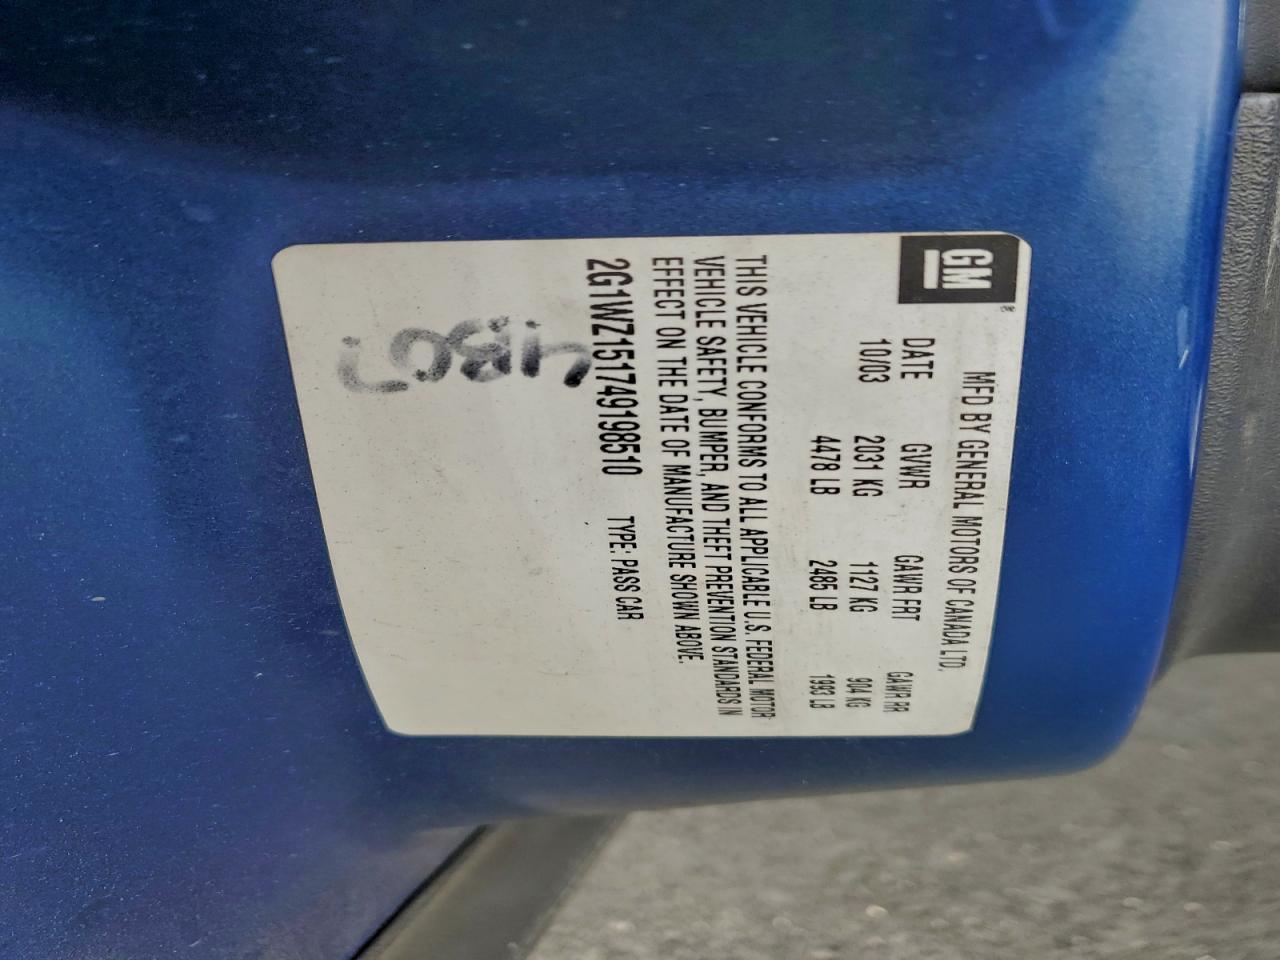 GM
MFD BY GENERAL MOTORS OF CANADA LTD.
DATE GVWR GAWR FRT GAWR RR
10/03 2031 KG 1127 KG 904 KG
4478 LB 2485 LB 1993 LB
THIS VEHICLE CONFORMS TO ALL APPLICABLE U.S. FEDERAL MOTOR
VEHICLE SAFETY, BUMPER, AND THEFT PREVENTION STANDARDS IN
EFFECT ON THE DATE OF MANUFACTURE SHOWN ABOVE.
2G1WZ151749198510 TYPE: PASS CAR